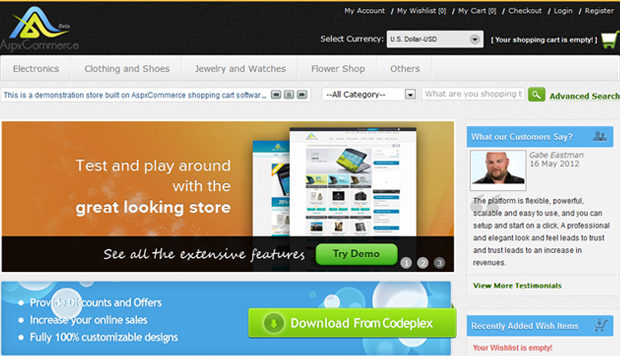 My Account / My Wishlist [0] / My Cart [0] / Checkout / Login / Register
Beta
AspxCommerce
Select Currency: U.S. Dollar-USD [ Your shopping cart is empty! ]
Electronics Clothing and Shoes Jewelry and Watches Flower Shop Others
This is a demonstration store built on AspxCommerce shopping cart softwar... --All Category-- What are you shopping t Advanced Search
Test and play around
with the
great looking store
See all the extensive features Try Demo
1 2 3
What our Customers Say?
Gabe Eastman
16 May 2012
The platform is flexible, powerful,
scalable and easy to use, and you can
setup and start on a click. A professional
and elegant look and feel leads to trust
and trust leads to an increase in
revenues.
View More Testimonials
Provide Discounts and Offers
Increase your online sales
Fully 100% customizable designs
Download From Codeplex
Recently Added Wish Items
Your Wishlist is empty!